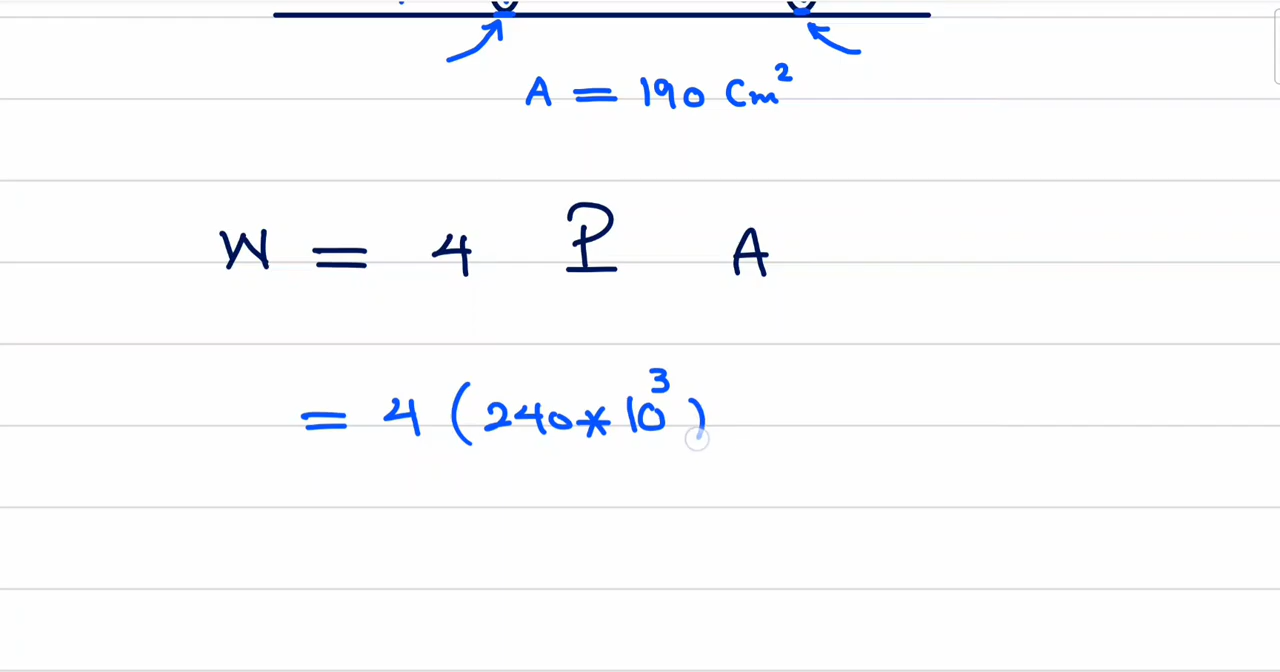 A = 190 cm²
W = 4 P A
= 4 (240*10³)